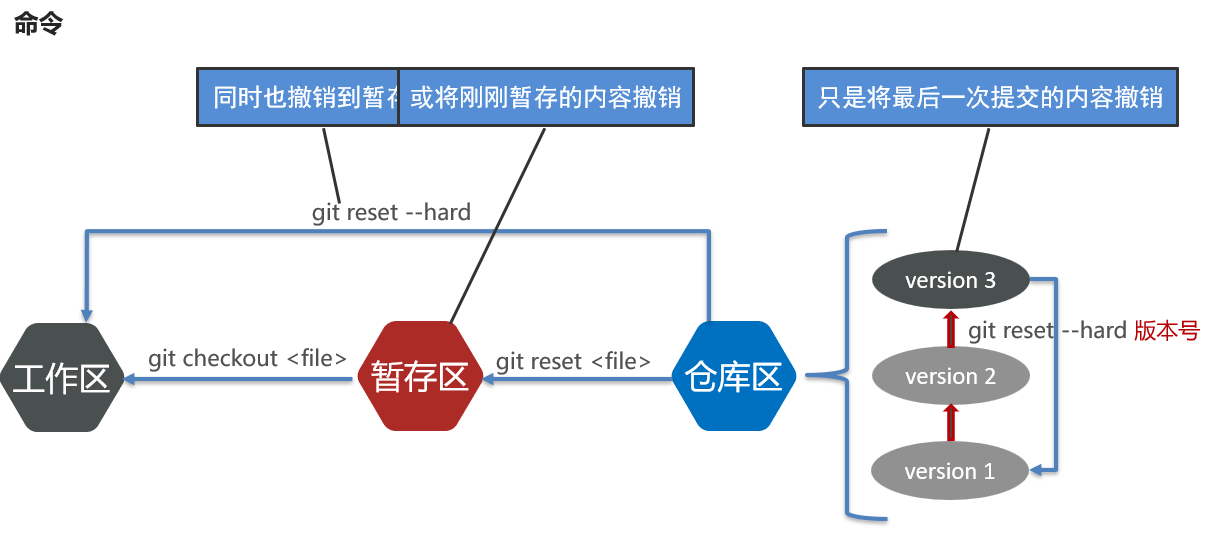 命令
同时也撤销到暂
或将刚刚暂存的内容撤销
只是将最后一次提交的内容撤销
git reset --hard
version 3
git reset --hard 版本号
git checkout <file>
git reset <file>
工作区
暂存区
仓库区
version 2
version 1